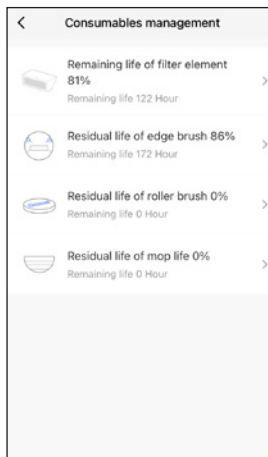 Consumables management
Remaining life of filter element
81%
Remaining life 122 Hour
Residual life of edge brush 86%
Remaining life 172 Hour
Residual life of roller brush 0%
Remaining life 0 Hour
Residual life of mop life 0%
Remaining life 0 Hour